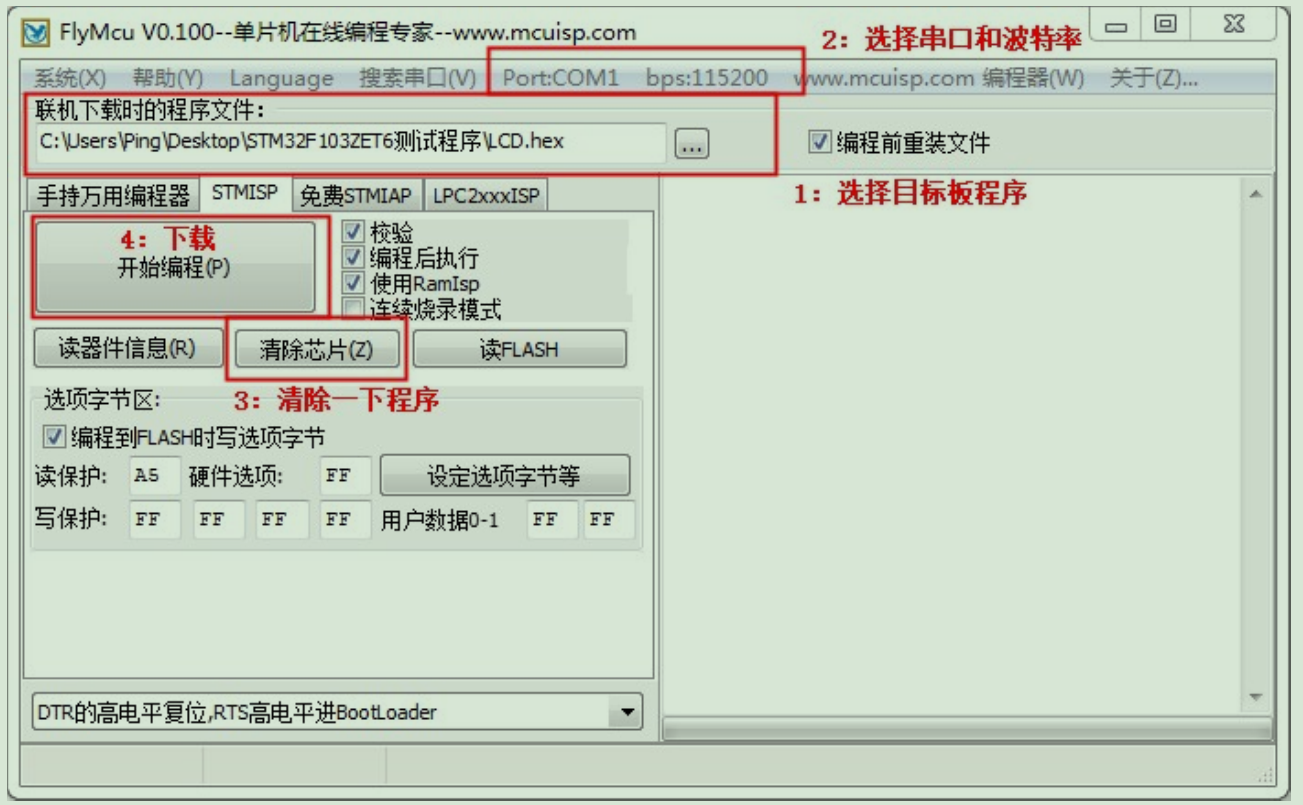 FlyMcu V0.100--单片机在线编程专家--www.mcuisp.com
2: 选择串口和波特率
系统(X) 帮助(Y) Language 搜索串口(V) Port:COM1 bps:115200 www.mcuisp.com 编程器(W) 关于(Z)...
联机下载时的程序文件:
C:\Users\Ping\Desktop\STM32F103ZET6测试程序\LCD.hex ... 编程前重装文件
手持万用编程器 STMISP 免费STMIAP LPC2xxxISP
1: 选择目标板程序
4: 下载
开始编程(P)
校验
编程后执行
使用RamIsp
连续烧录模式
读器件信息(R) 清除芯片(Z) 读FLASH
选项字节区:
3: 清除一下程序
编程到FLASH时写选项字节
读保护: A5 硬件选项: FF 设定选项字节等
写保护: FF FF FF FF 用户数据0-1 FF FF
DTR的高电平复位,RTS高电平进BootLoader